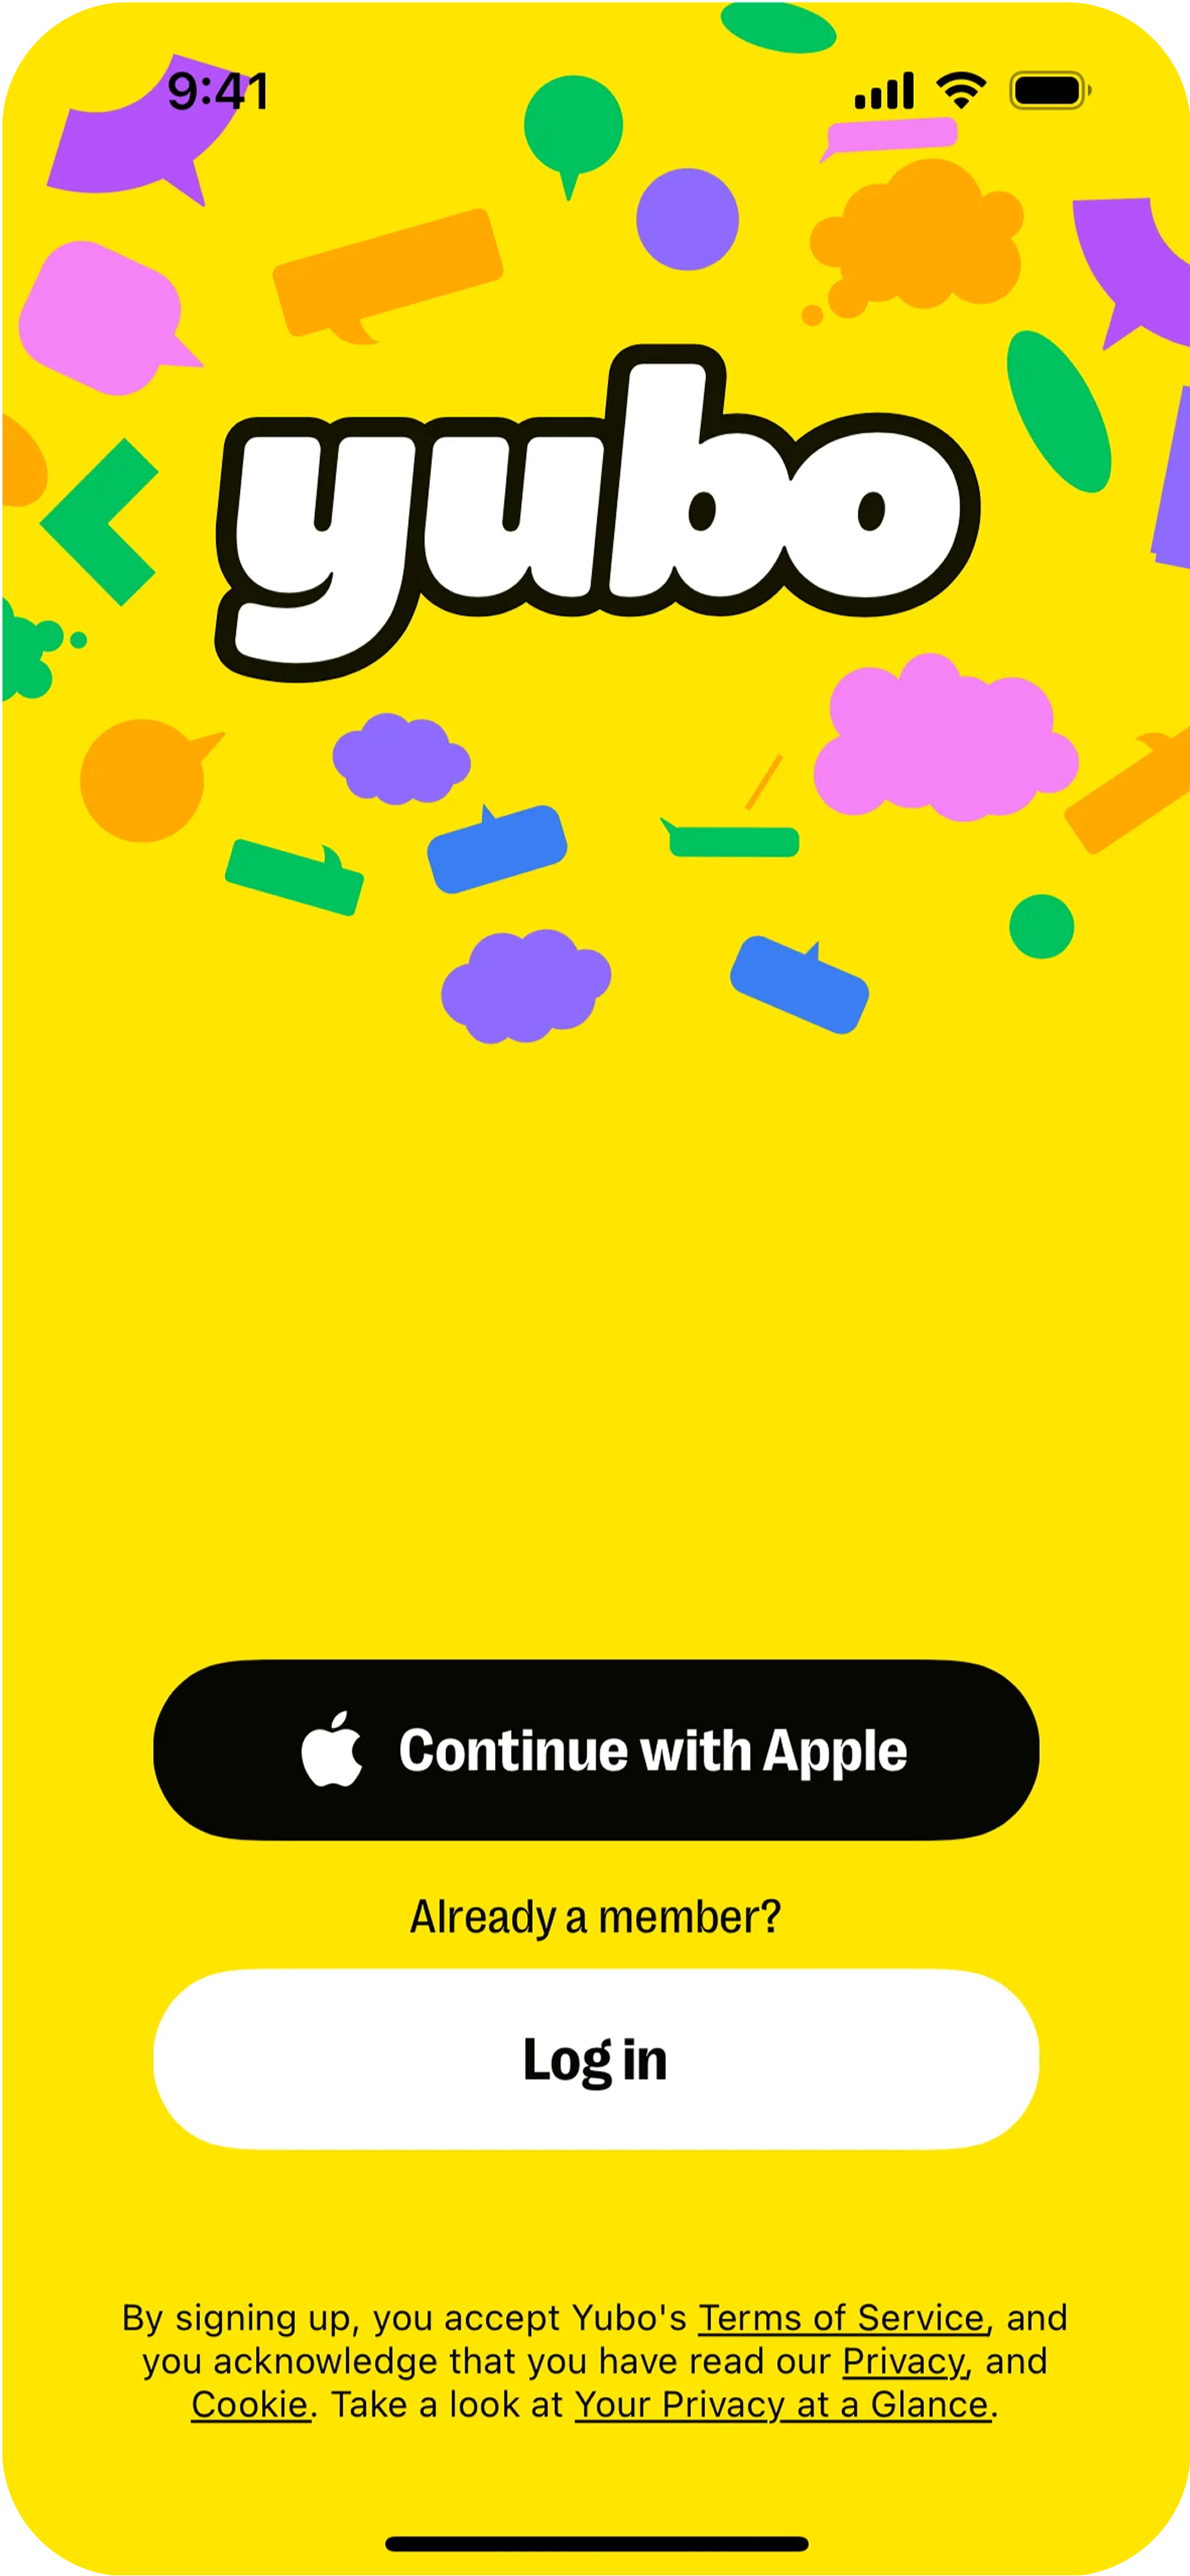 9:41
yubo
Continue with Apple
Already a member?
Log in
By signing up, you accept Yubo's Terms of Service, and
you acknowledge that you have read our Privacy, and
Cookie. Take a look at Your Privacy at a Glance.